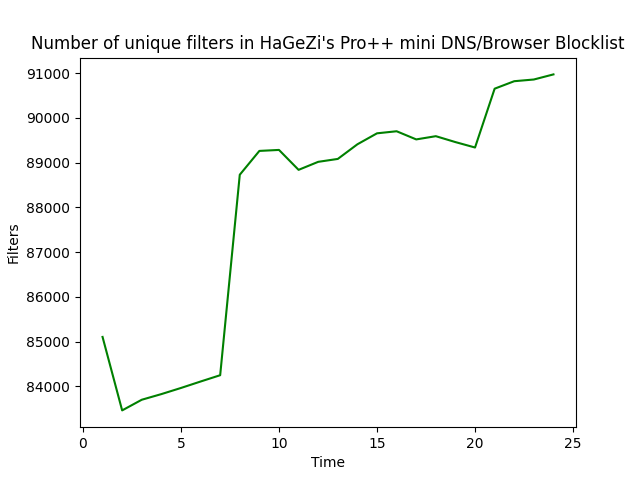 Number of unique filters in HaGeZi's Pro++ mini DNS/Browser Blocklist
91000
90000
89000
88000
87000
86000
85000
84000
Filters
0 5 10 15 20 25
Time